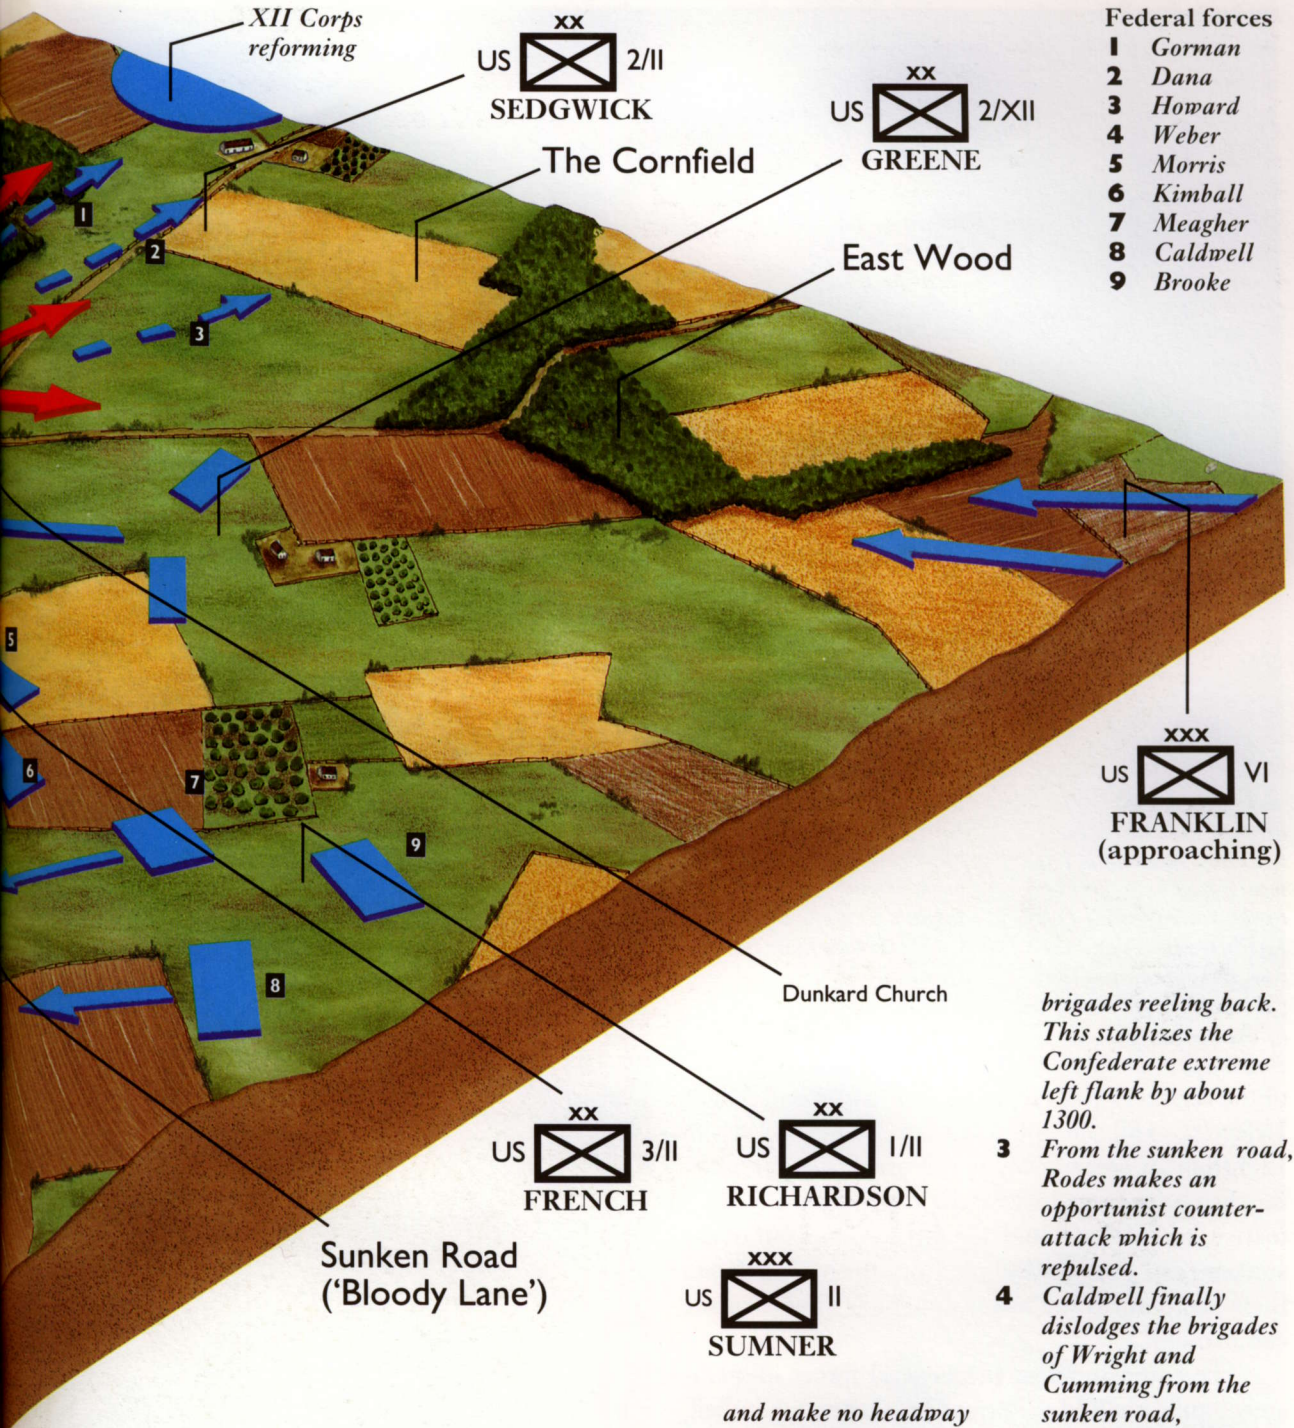 XII Corps
reforming
xx
US 2/II
SEDGWICK
xx
US 2/XII
GREENE
The Cornfield
East Wood
Federal forces
1 Gorman
2 Dana
3 Howard
4 Weber
5 Morris
6 Kimball
7 Meagher
8 Caldwell
9 Brooke
1
2
3
5
6
7
9
8
xxx
US VI
FRANKLIN
(approaching)
Dunkard Church
xx
US 3/II
FRENCH
xx
US 1/II
RICHARDSON
Sunken Road
('Bloody Lane')
xxx
US II
SUMNER
and make no headway
brigades reeling back.
This stablizes the
Confederate extreme
left flank by about
1300.
3 From the sunken road,
Rodes makes an
opportunist counter-
attack which is
repulsed.
4 Caldwell finally
dislodges the brigades
of Wright and
Cumming from the
sunken road,